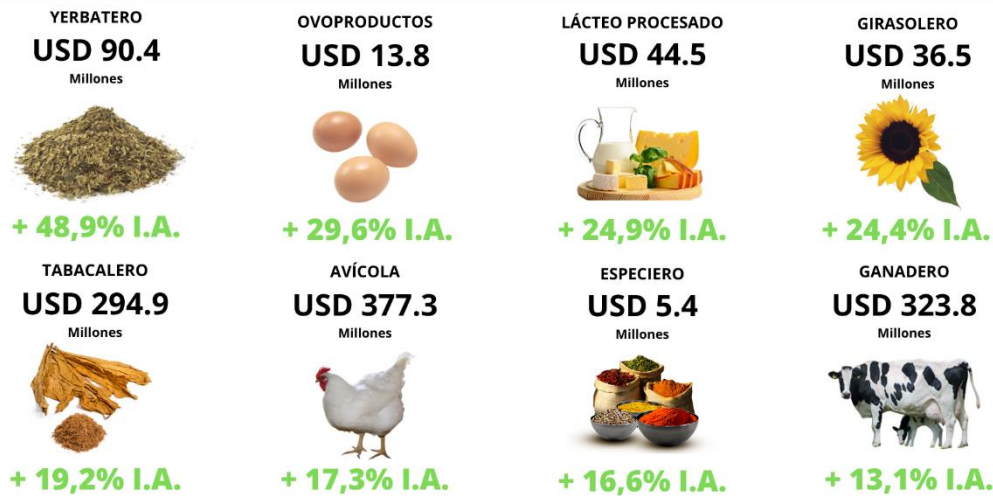 YERBATERO
USD 90.4
Millones
+ 48,9% I.A.
OVOPRODUCTOS
USD 13.8
Millones
+ 29,6% I.A.
LÁCTEO PROCESADO
USD 44.5
Millones
+ 24,9% I.A.
GIRASOLERO
USD 36.5
Millones
+ 24,4% I.A.
TABACALERO
USD 294.9
Millones
+ 19,2% I.A.
AVÍCOLA
USD 377.3
Millones
+ 17,3% I.A.
ESPECIERO
USD 5.4
Millones
+ 16,6% I.A.
GANADERO
USD 323.8
Millones
+ 13,1% I.A.